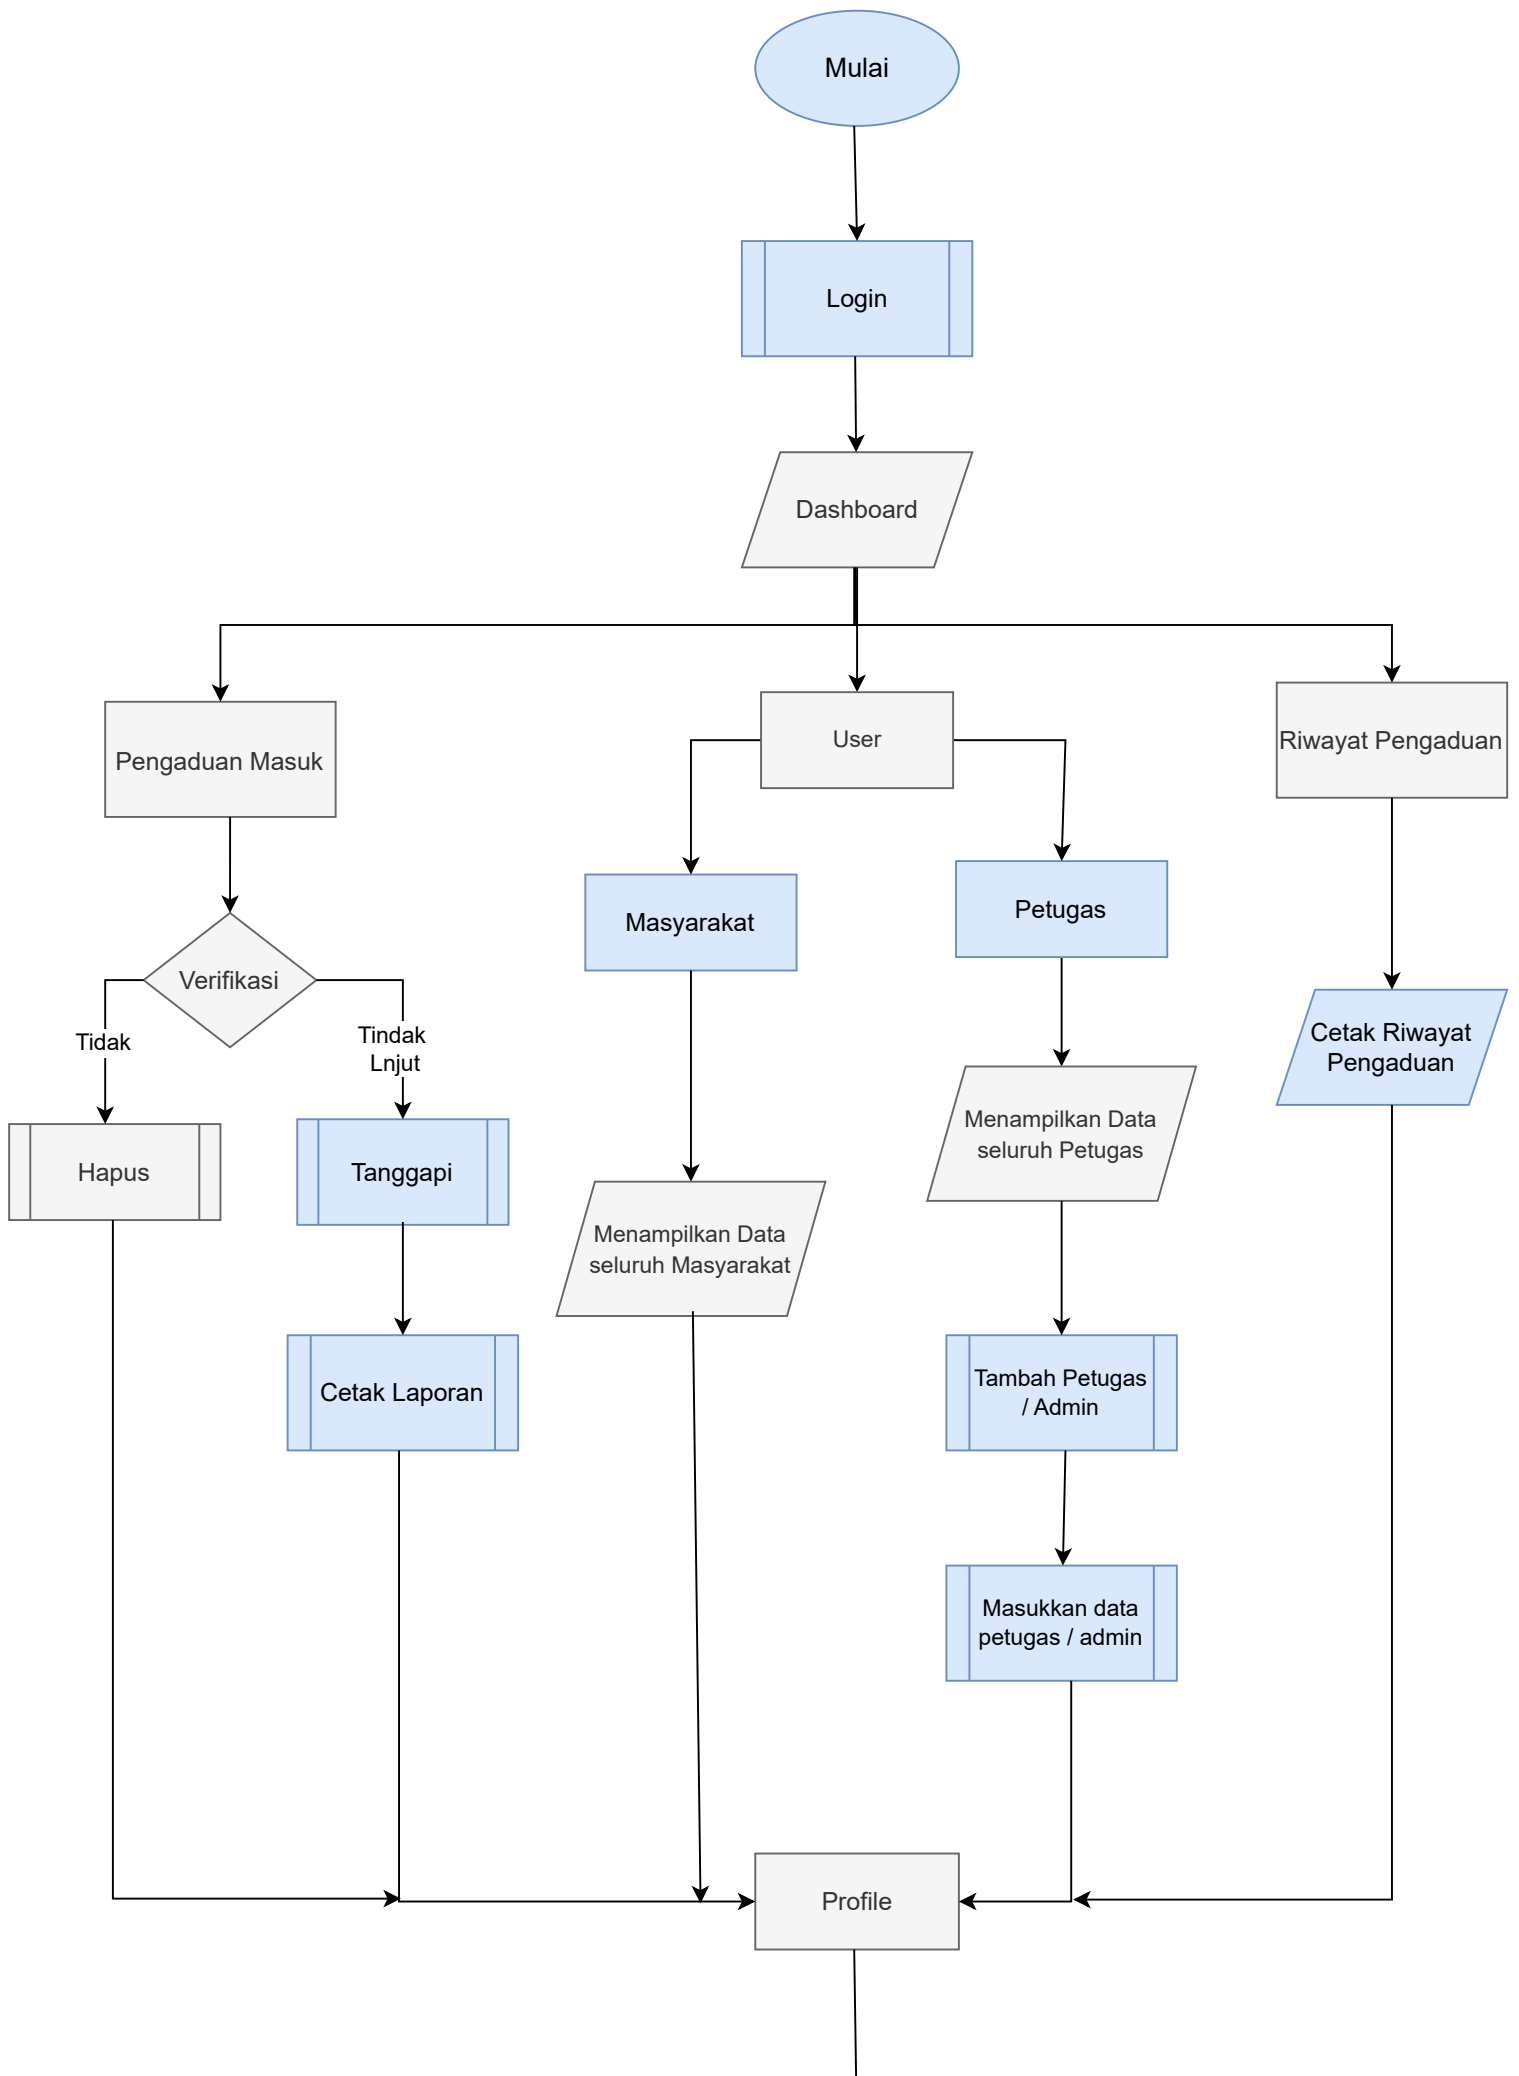 Mulai
Login
Dashboard
Pengaduan Masuk
User
Riwayat Pengaduan
Masyarakat
Petugas
Verifikasi
Tidak
Tindak
Lnjut
Cetak Riwayat
Pengaduan
Hapus
Tanggapi
Menampilkan Data
seluruh Petugas
Menampilkan Data
seluruh Masyarakat
Cetak Laporan
Tambah Petugas
/ Admin
Masukkan data
petugas / admin
Profile